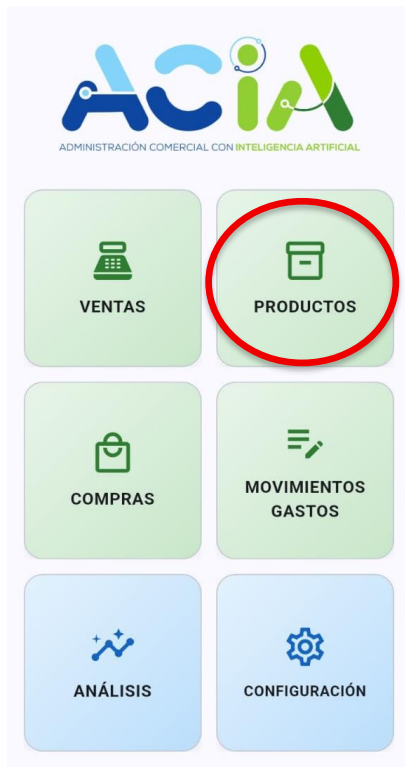 ACiA
ADMINISTRACIÓN COMERCIAL CON INTELIGENCIA ARTIFICIAL
VENTAS
PRODUCTOS
COMPRAS
MOVIMIENTOS
GASTOS
ANÁLISIS
CONFIGURACIÓN